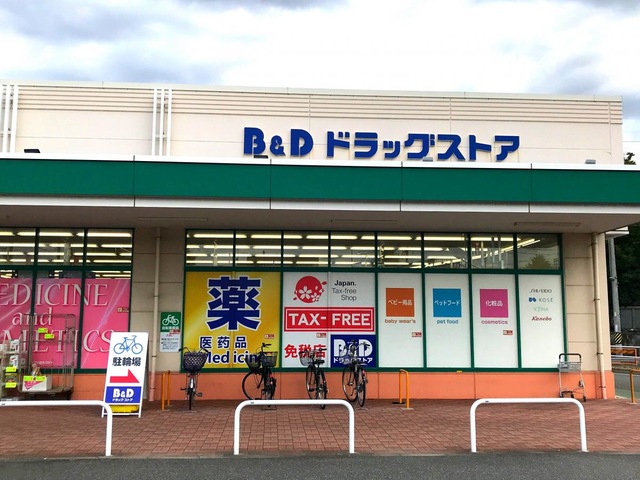 B&D ドラッグストア
MEDICINE
and
COSMETICS
駐輪場
B&D
ドラッグストア
薬
医薬品
Medicine
Japan.
Tax-free
Shop
TAX-FREE
免税店
B&D
ドラッグストア
ベビー用品
baby wear's
ペットフード
pet food
化粧品
cosmetics
SHISEIDO
KOSÉ
Kanebo